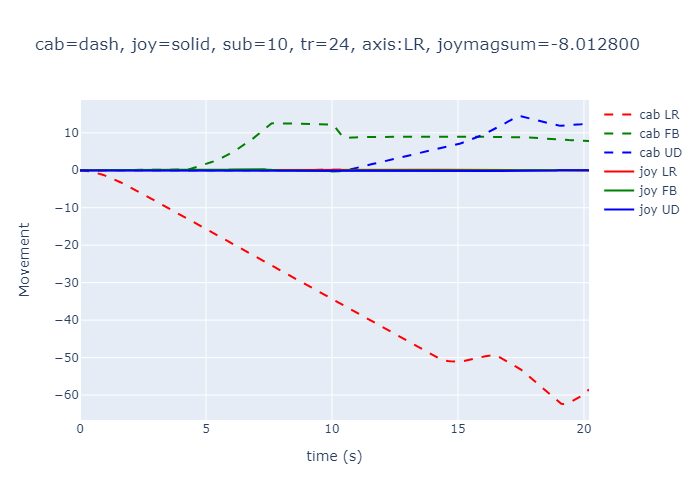 cab=dash, joy=solid, sub=10, tr=24, axis:LR, joymagsum=-8.012800
cab LR
cab FB
cab UD
joy LR
joy FB
joy UD
Movement
10
0
−10
−20
−30
−40
−50
−60
0
5
10
15
20
time (s)